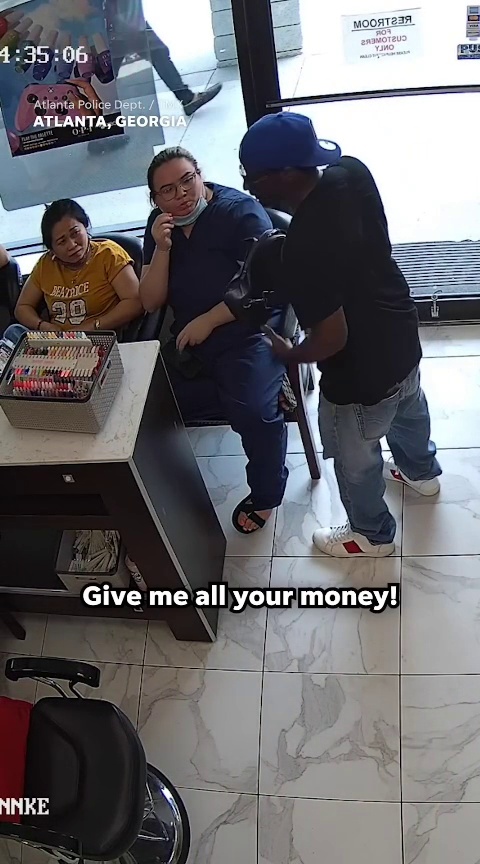 4:35:06
Atlanta Police Dept. /
ATLANTA, GEORGIA
O·P·I
RESTROOM
FOR
CUSTOMERS
ONLY
BEATRICE
29
Give me all your money!
NNKE